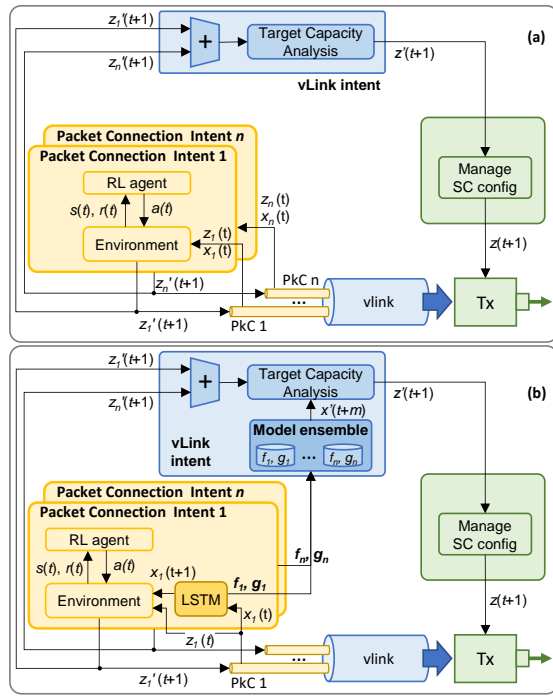 z₁'(t+1)
(a)
+
Target Capacity
Analysis
zₙ'(t+1)
z'(t+1)
vLink intent
Packet Connection Intent n
Packet Connection Intent 1
Manage
SC config
RL agent
zₙ(t)
xₙ(t)
s(t), r(t)
a(t)
Environment
z₁(t)
x₁(t)
z(t+1)
zₙ'(t+1)
PkC n
...
vlink
Tx
z₁'(t+1)
PkC 1
z₁'(t+1)
(b)
+
Target Capacity
Analysis
zₙ'(t+1)
z'(t+1)
x'(t+m)
vLink
intent
Model ensemble
f₁, g₁
...
fₙ, gₙ
Packet Connection Intent n
Packet Connection Intent 1
Manage
SC config
RL agent
fₙ, gₙ
s(t), r(t)
a(t)
x₁(t+1)
f₁, g₁
Environment
LSTM
x₁(t)
z(t+1)
z₁(t)
...
vlink
Tx
z₁'(t+1)
PkC 1